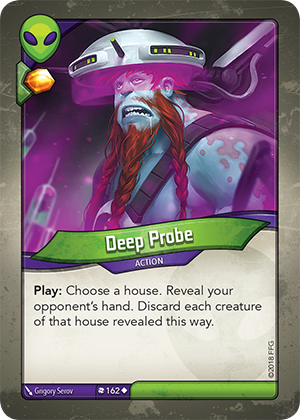 Deep Probe
ACTION
Play: Choose a house. Reveal your
opponent's hand. Discard each creature
of that house revealed this way.
©2018 FFG
Grigory Serov
162